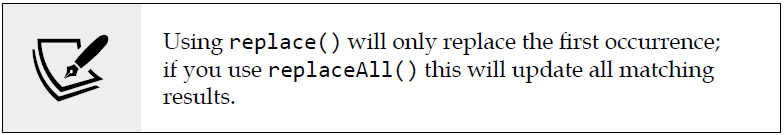 Using replace() will only replace the first occurrence;
if you use replaceAll() this will update all matching
results.